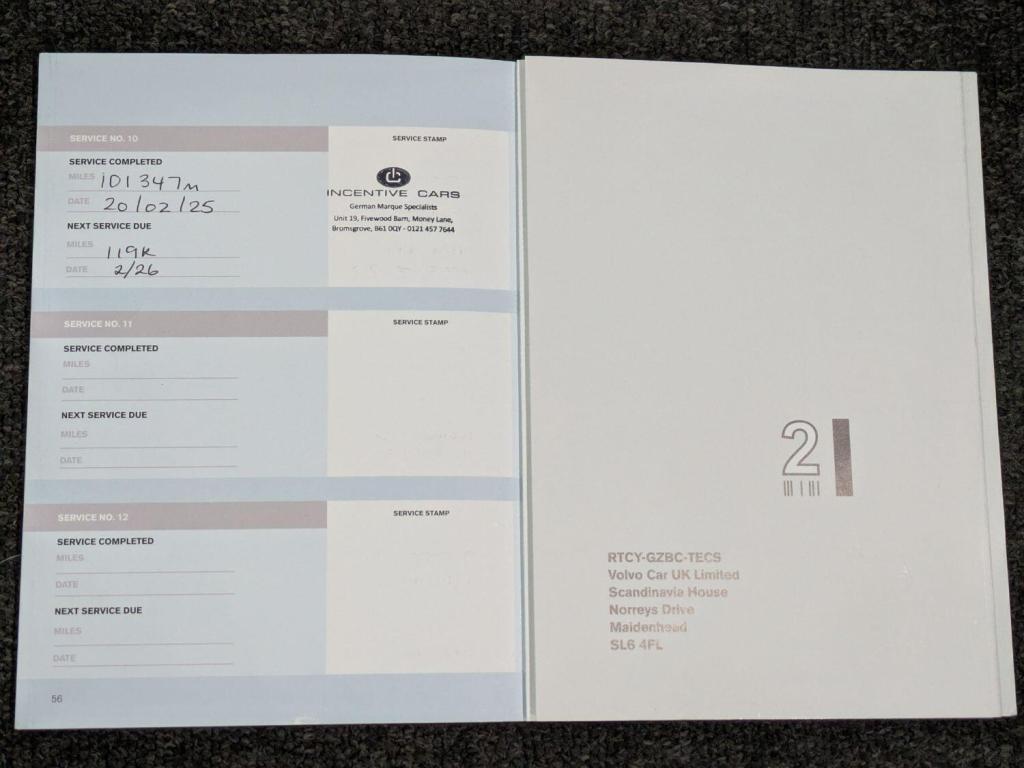 SERVICE NO. 10
SERVICE COMPLETED
MILES 101347m
DATE 20/02/25
NEXT SERVICE DUE
MILES 119K
DATE 2/26
SERVICE STAMP
INCENTIVE CARS
German Marque Specialists
Unit 19, Fivewood Barn, Money Lane,
Bromsgrove, B61 0QY - 0121 457 7644
SERVICE NO. 11
SERVICE COMPLETED
MILES
DATE
NEXT SERVICE DUE
MILES
DATE
SERVICE STAMP
SERVICE NO. 12
SERVICE COMPLETED
MILES
DATE
NEXT SERVICE DUE
MILES
DATE
SERVICE STAMP
56
2
RTCY-GZBC-TECS
Volvo Car UK Limited
Scandinavia House
Norreys Drive
Maidenhead
SL6 4FL